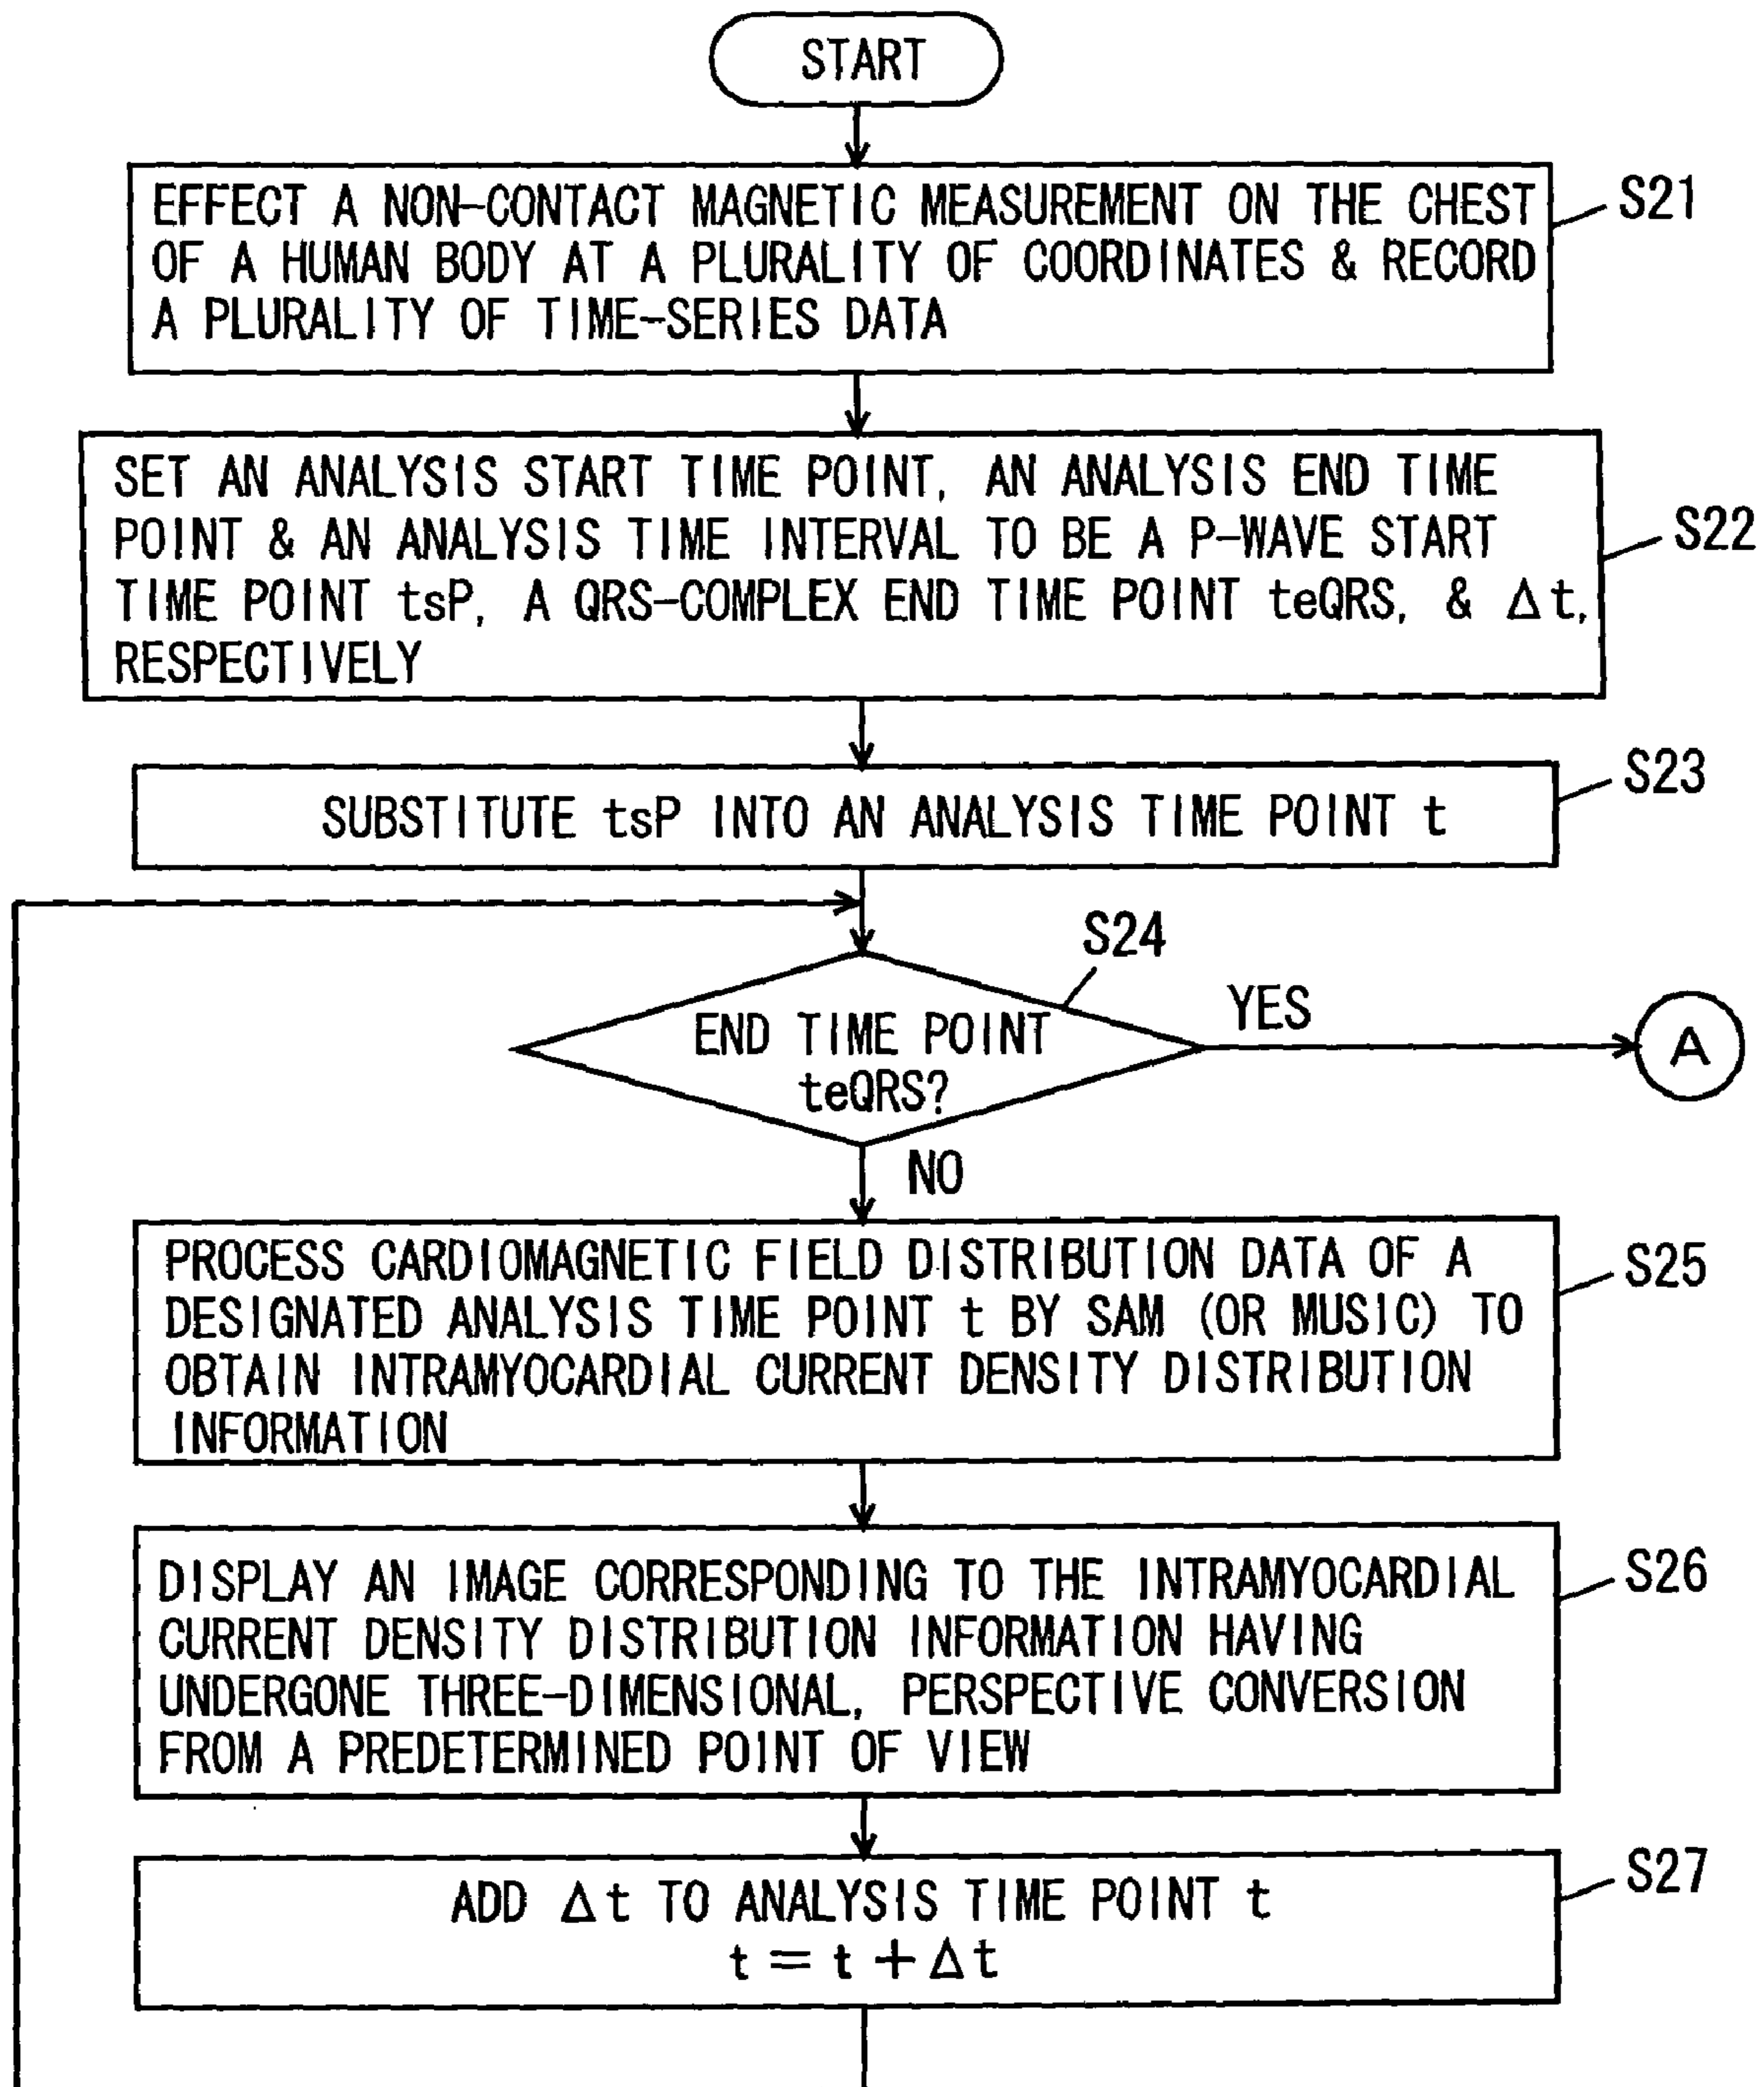 START
EFFECT A NON-CONTACT MAGNETIC MEASUREMENT ON THE CHEST
OF A HUMAN BODY AT A PLURALITY OF COORDINATES & RECORD
A PLURALITY OF TIME-SERIES DATA
S21
SET AN ANALYSIS START TIME POINT, AN ANALYSIS END TIME
POINT & AN ANALYSIS TIME INTERVAL TO BE A P-WAVE START
TIME POINT tsP, A QRS-COMPLEX END TIME POINT teQRS, & Δt,
RESPECTIVELY
S22
SUBSTITUTE tsP INTO AN ANALYSIS TIME POINT t
S23
S24
END TIME POINT
teQRS?
YES
A
NO
PROCESS CARDIOMAGNETIC FIELD DISTRIBUTION DATA OF A
DESIGNATED ANALYSIS TIME POINT t BY SAM (OR MUSIC) TO
OBTAIN INTRAMYOCARDIAL CURRENT DENSITY DISTRIBUTION
INFORMATION
S25
DISPLAY AN IMAGE CORRESPONDING TO THE INTRAMYOCARDIAL
CURRENT DENSITY DISTRIBUTION INFORMATION HAVING
UNDERGONE THREE-DIMENSIONAL, PERSPECTIVE CONVERSION
FROM A PREDETERMINED POINT OF VIEW
S26
ADD Δt TO ANALYSIS TIME POINT t
t = t + Δt
S27